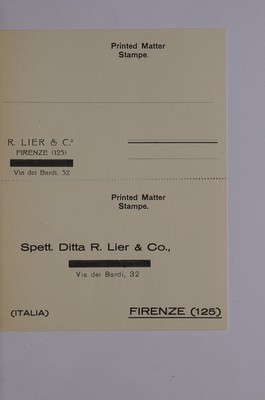 Printed Matter
Stampe.
R. LIER & C.º
FIRENZE (125)
Via dei Bardi, 32
Printed Matter
Stampe.
Spett. Ditta R. Lier & Co.,
Via dei Bardi, 32
(ITALIA)
FIRENZE (125)